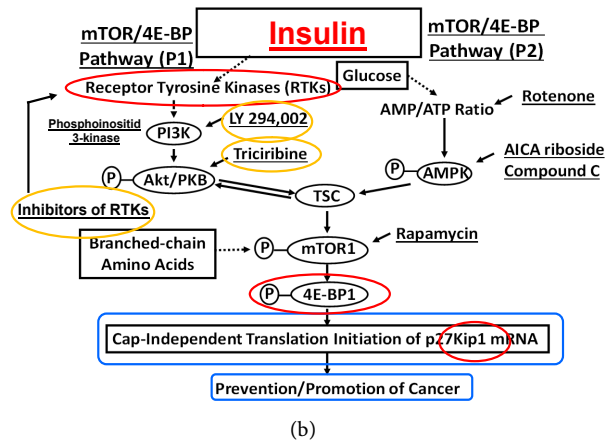 mTOR/4E-BP
Pathway (P1)
Insulin
mTOR/4E-BP
Pathway (P2)
Receptor Tyrosine Kinases (RTKs)
Glucose
Phosphoinositid
3-kinase
PI3K
LY 294,002
AMP/ATP Ratio
Rotenone
Triciribine
P
Akt/PKB
P
AMPK
AICA riboside
Compound C
Inhibitors of RTKs
TSC
Branched-chain
Amino Acids
P
mTOR1
Rapamycin
P
4E-BP1
Cap-Independent Translation Initiation of p27Kip1 mRNA
Prevention/Promotion of Cancer
(b)